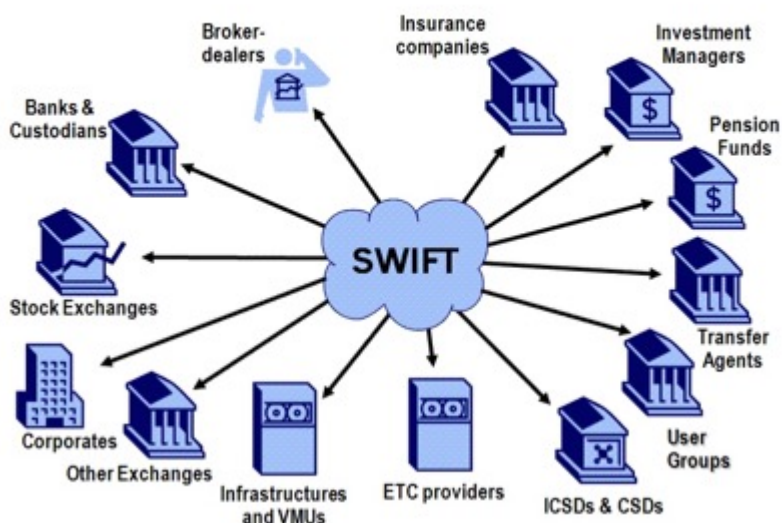 Broker-
dealers
Insurance
companies
Investment
Managers
Banks &
Custodians
Pension
Funds
$
$
SWIFT
Stock Exchanges
Transfer
Agents
Corporates
Other Exchanges
Infrastructures
and VMUs
ETC providers
ICSDs & CSDs
User
Groups